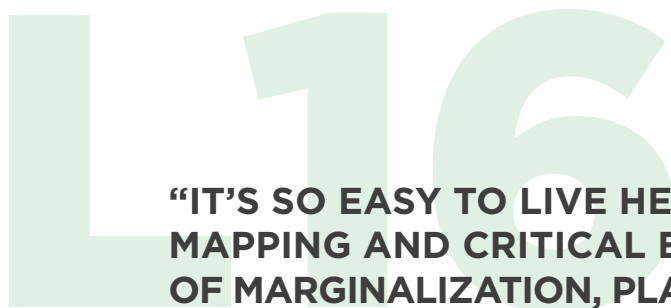 L16
“IT’S SO EASY TO LIVE HE
MAPPING AND CRITICAL
OF MARGINALIZATION, PLA